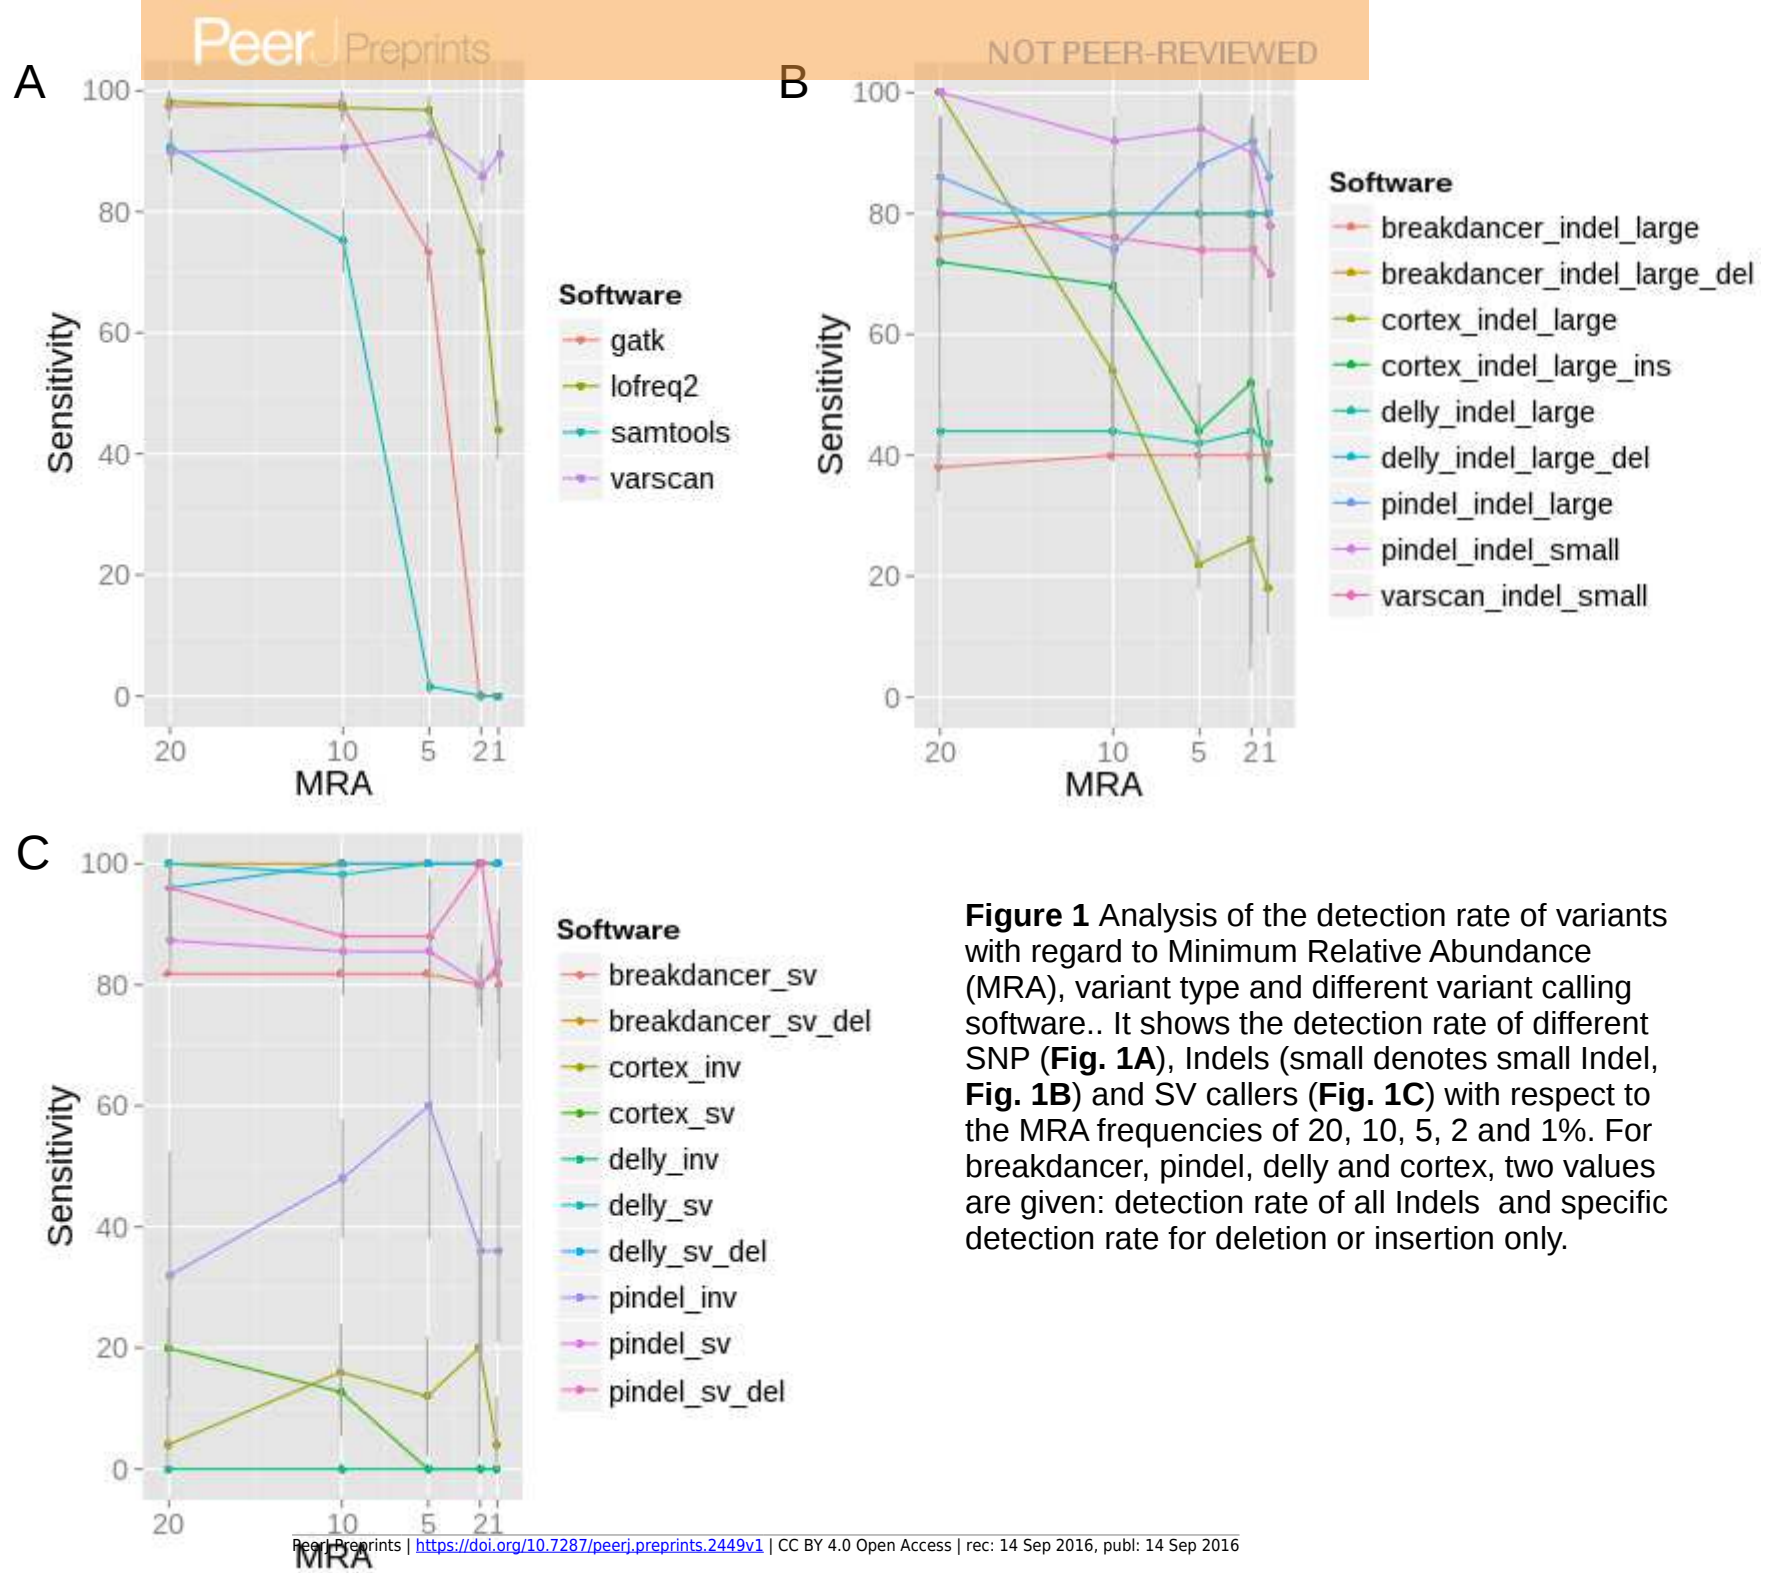 PeerJ Preprints
NOT PEER-REVIEWED
A
100
80
60
40
20
0
Sensitivity
20 10 5 2 1
MRA
Software
gatk
lofreq2
samtools
varscan
B
100
80
60
40
20
0
Sensitivity
20 10 5 2 1
MRA
Software
breakdancer_indel_large
breakdancer_indel_large_del
cortex_indel_large
cortex_indel_large_ins
delly_indel_large
delly_indel_large_del
pindel_indel_large
pindel_indel_small
varscan_indel_small
C
100
80
60
40
20
0
Sensitivity
20 10 5 2 1
MRA
Software
breakdancer_sv
breakdancer_sv_del
cortex_inv
cortex_sv
delly_inv
delly_sv
delly_sv_del
pindel_inv
pindel_sv
pindel_sv_del
Figure 1 Analysis of the detection rate of variants
with regard to Minimum Relative Abundance
(MRA), variant type and different variant calling
software.. It shows the detection rate of different
SNP (Fig. 1A), Indels (small denotes small Indel,
Fig. 1B) and SV callers (Fig. 1C) with respect to
the MRA frequencies of 20, 10, 5, 2 and 1%. For
breakdancer, pindel, delly and cortex, two values
are given: detection rate of all Indels and specific
detection rate for deletion or insertion only.
PeerJ Preprints | https://doi.org/10.7287/peerj.preprints.2449v1 | CC BY 4.0 Open Access | rec: 14 Sep 2016, publ: 14 Sep 2016